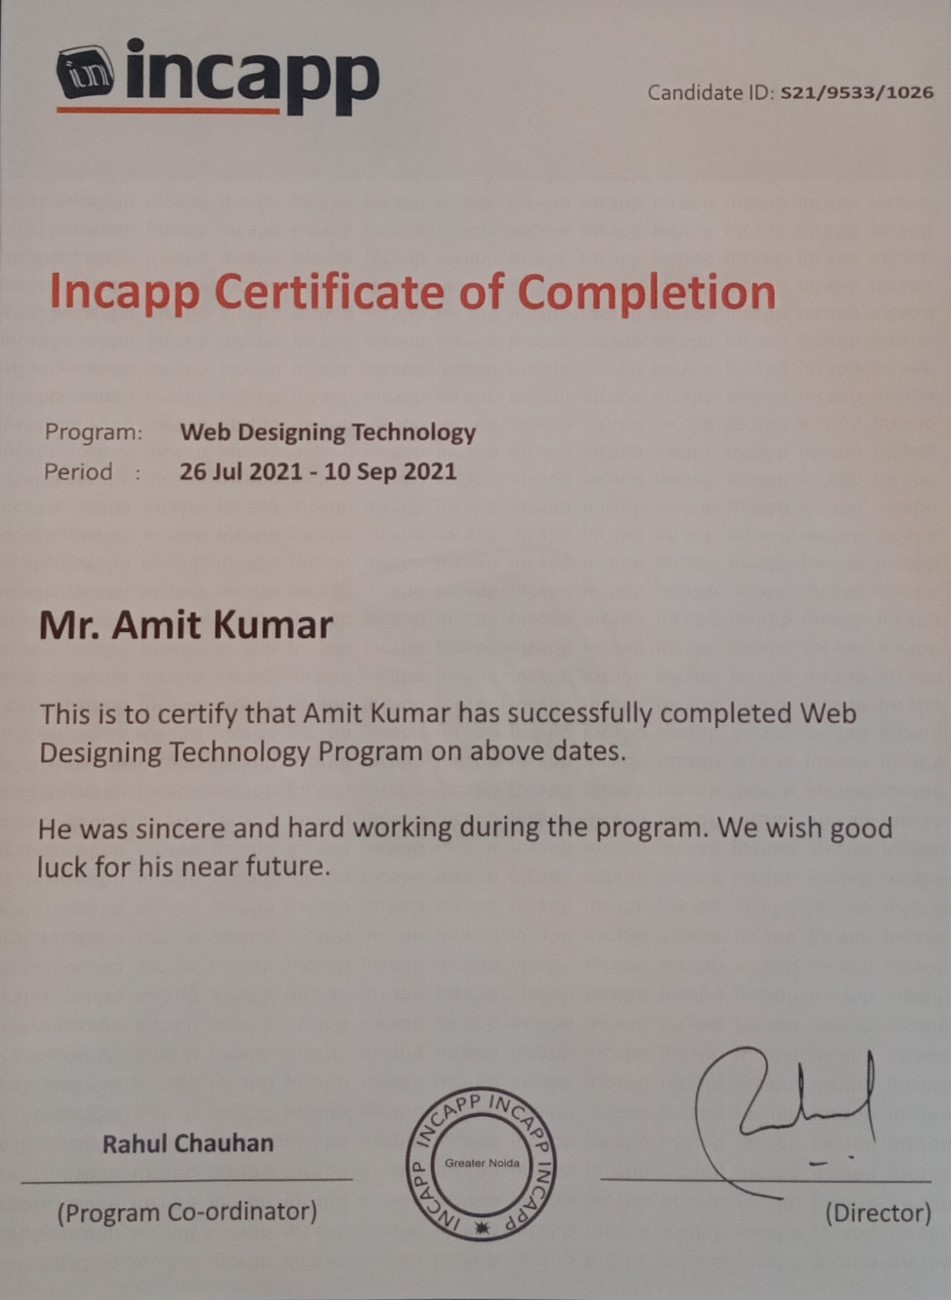 incapp
Candidate ID: S21/9533/1026
Incapp Certificate of Completion
Program: Web Designing Technology
Period : 26 Jul 2021 - 10 Sep 2021
Mr. Amit Kumar
This is to certify that Amit Kumar has successfully completed Web
Designing Technology Program on above dates.
He was sincere and hard working during the program. We wish good
luck for his near future.
Rahul Chauhan
(Program Co-ordinator)
INCAPP INCAPP INCAPP INCAPP INCAPP
Greater Noida
(Director)